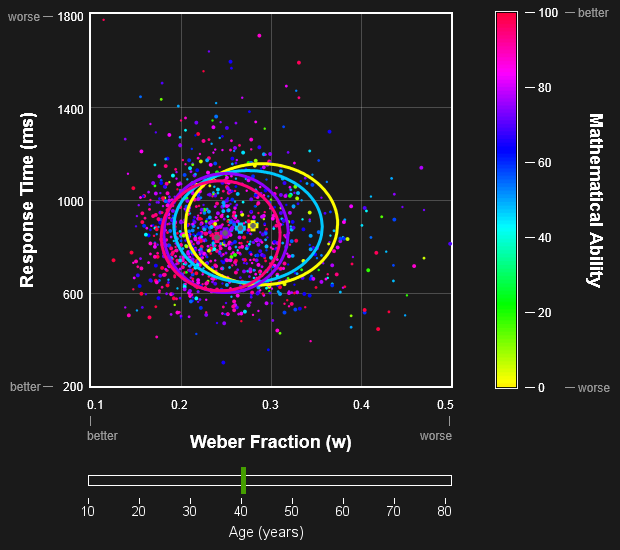 worse 1800
1400
1000
600
better 200
Response Time (ms)
0.1 0.2 0.3 0.4 0.5
better worse
Weber Fraction (w)
10 20 30 40 50 60 70 80
Age (years)
100 better
80
60
40
20
0 worse
Mathematical Ability